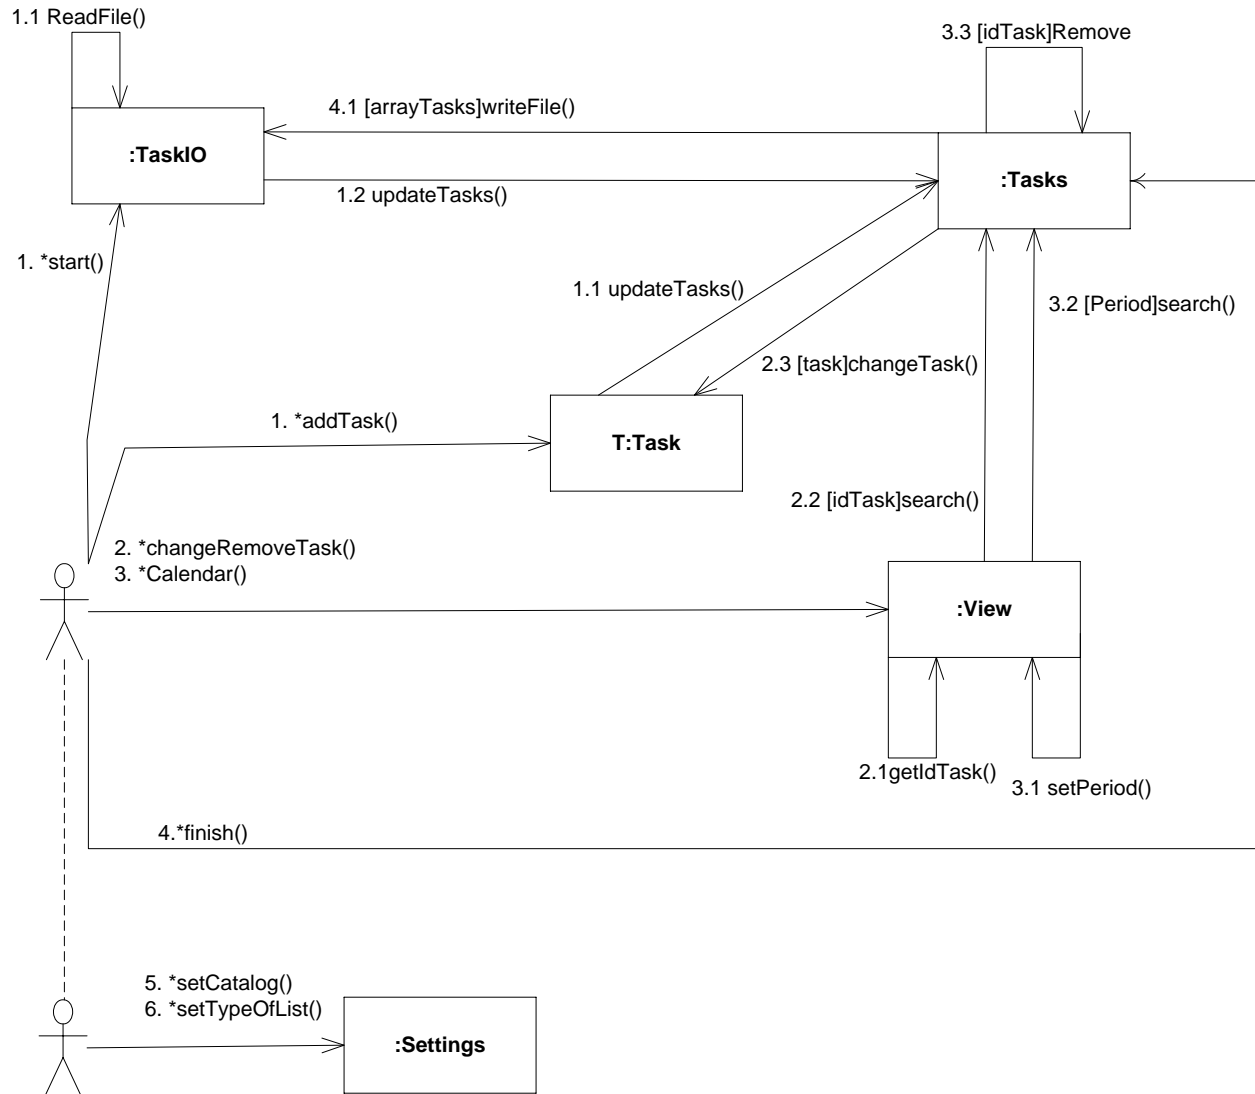 1.1 ReadFile()
3.3 [idTask]Remove
4.1 [arrayTasks]writeFile()
:TaskIO
:Tasks
1.2 updateTasks()
1. *start()
1.1 updateTasks()
3.2 [Period]search()
2.3 [task]changeTask()
1. *addTask()
T:Task
2.2 [idTask]search()
2. *changeRemoveTask()
3. *Calendar()
:View
2.1getIdTask()
3.1 setPeriod()
4.*finish()
5. *setCatalog()
6. *setTypeOfList()
:Settings